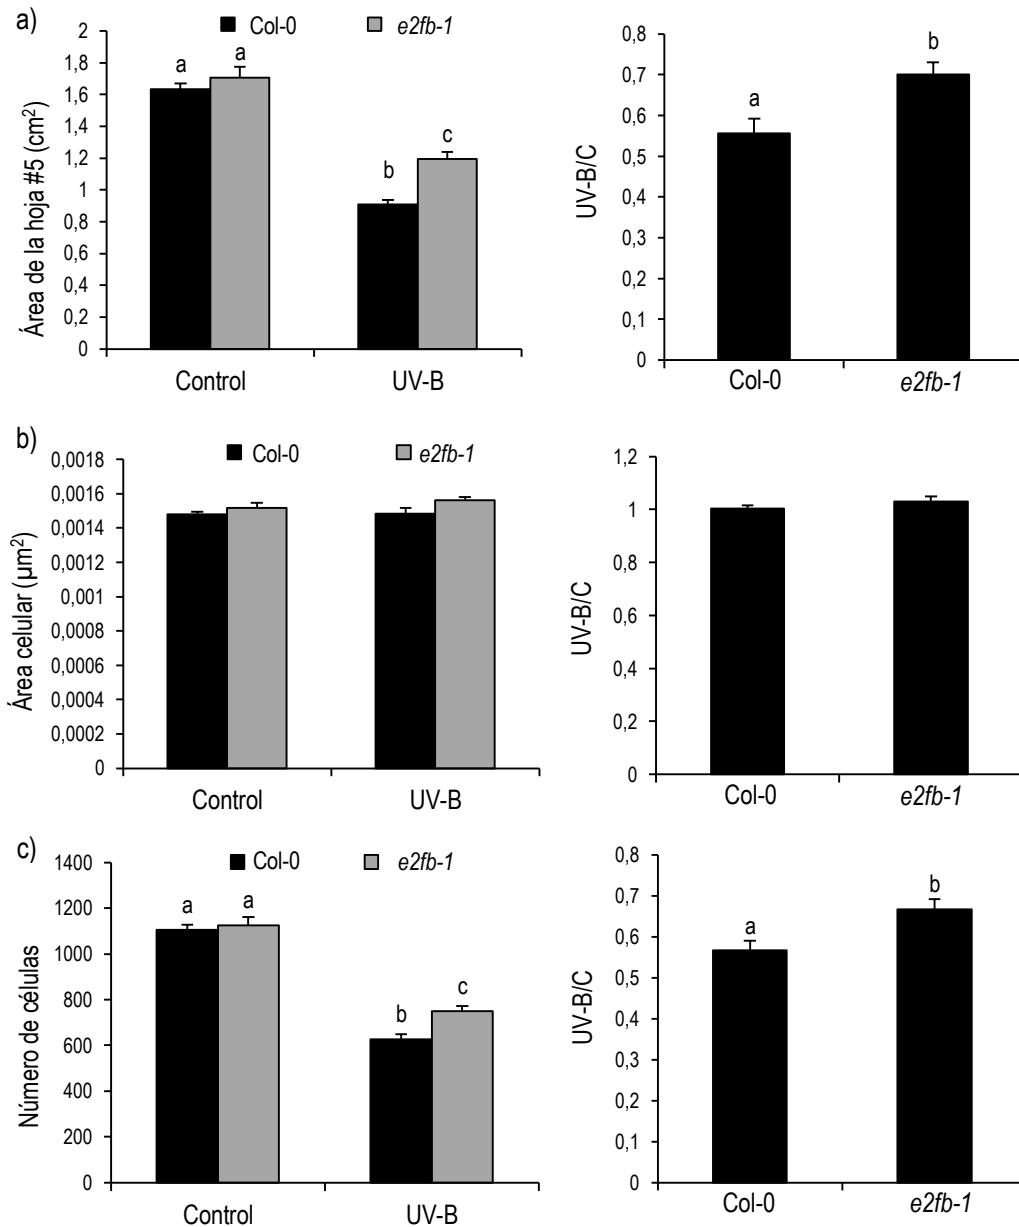 a)
Col-0 e2fb-1
Área de la hoja #5 (cm²)
2
1,8
1,6
1,4
1,2
1
0,8
0,6
0,4
0,2
0
a a
b c
Control UV-B
UV-B/C
0,8
0,7
0,6
0,5
0,4
0,3
0,2
0,1
0
a b
Col-0 e2fb-1
b)
Col-0 e2fb-1
Área celular (µm²)
0,0018
0,0016
0,0014
0,0012
0,001
0,0008
0,0006
0,0004
0,0002
0
Control UV-B
UV-B/C
1,2
1
0,8
0,6
0,4
0,2
0
Col-0 e2fb-1
c)
Col-0 e2fb-1
Número de células
1400
1200
1000
800
600
400
200
0
a a
b c
Control UV-B
UV-B/C
0,8
0,7
0,6
0,5
0,4
0,3
0,2
0,1
0
a b
Col-0 e2fb-1